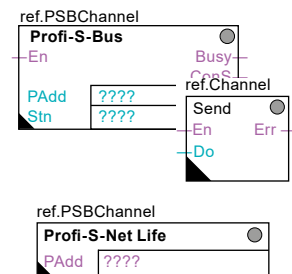 ref.PSBChannel
Profi-S-Bus
En Busy
ConS
PAdd ????
Stn ????
ref.Channel
Send
En Err
Do
ref.PSBChannel
Profi-S-Net Life
PAdd ????